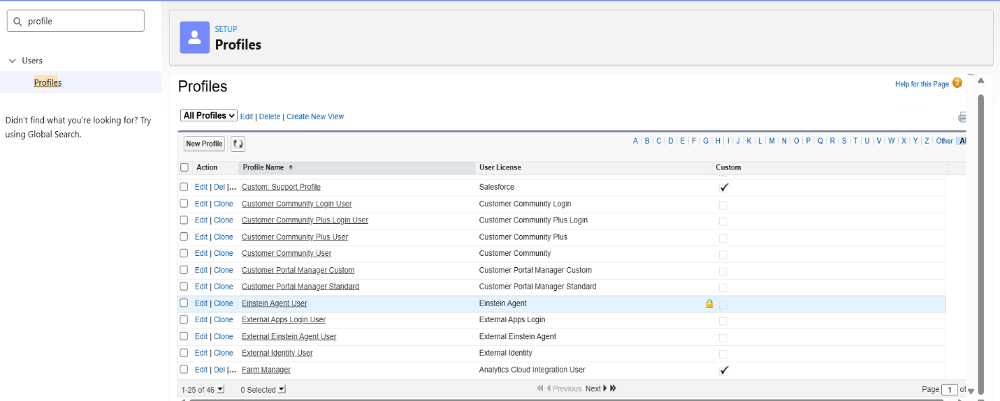 profile
Users
Profiles
Didn't find what you're looking for? Try
using Global Search.
SETUP
Profiles
Profiles
Help for this Page ?
All Profiles Edit | Delete | Create New View
New Profile
A | B | C | D | E | F | G | H | I | J | K | L | M | N | O | P | Q | R | S | T | U | V | W | X | Y | Z | Other
Action Profile Name User License Custom
Edit | Del |... Custom: Support Profile Salesforce
Edit | Clone Customer Community Login User Customer Community Login
Edit | Clone Customer Community Plus Login User Customer Community Plus Login
Edit | Clone Customer Community Plus User Customer Community Plus
Edit | Clone Customer Community User Customer Community
Edit | Clone Customer Portal Manager Custom Customer Portal Manager Custom
Edit | Clone Customer Portal Manager Standard Customer Portal Manager Standard
Edit | Clone Einstein Agent User Einstein Agent
Edit | Clone External Apps Login User External Apps Login
Edit | Clone External Einstein Agent User External Einstein Agent
Edit | Clone External Identity User External Identity
Edit | Del |... Farm Manager Analytics Cloud Integration User
1-25 of 46 0 Selected Previous Next Page 1 of